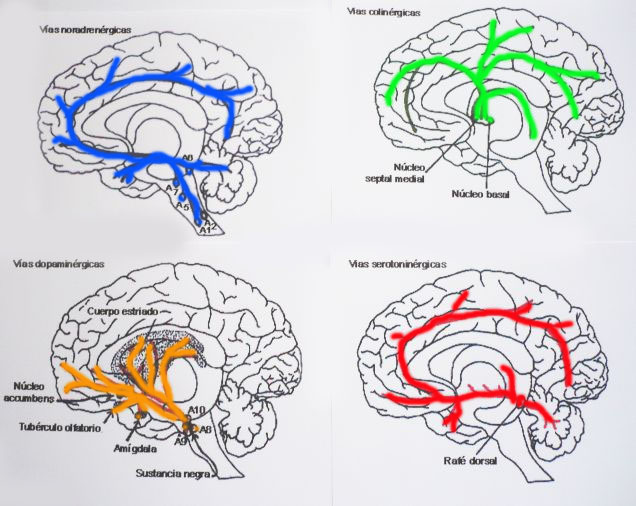 Vías noradrenérgicas
A6
A7
A5
A2
A1
Vías colinérgicas
Núcleo
septal medial
Núcleo basal
Vías dopaminérgicas
Cuerpo estriado
Núcleo
accumbens
Tubérculo olfatorio
Amígdala
A10
A8
A9
Sustancia negra
Vías serotoninérgicas
Rafé dorsal